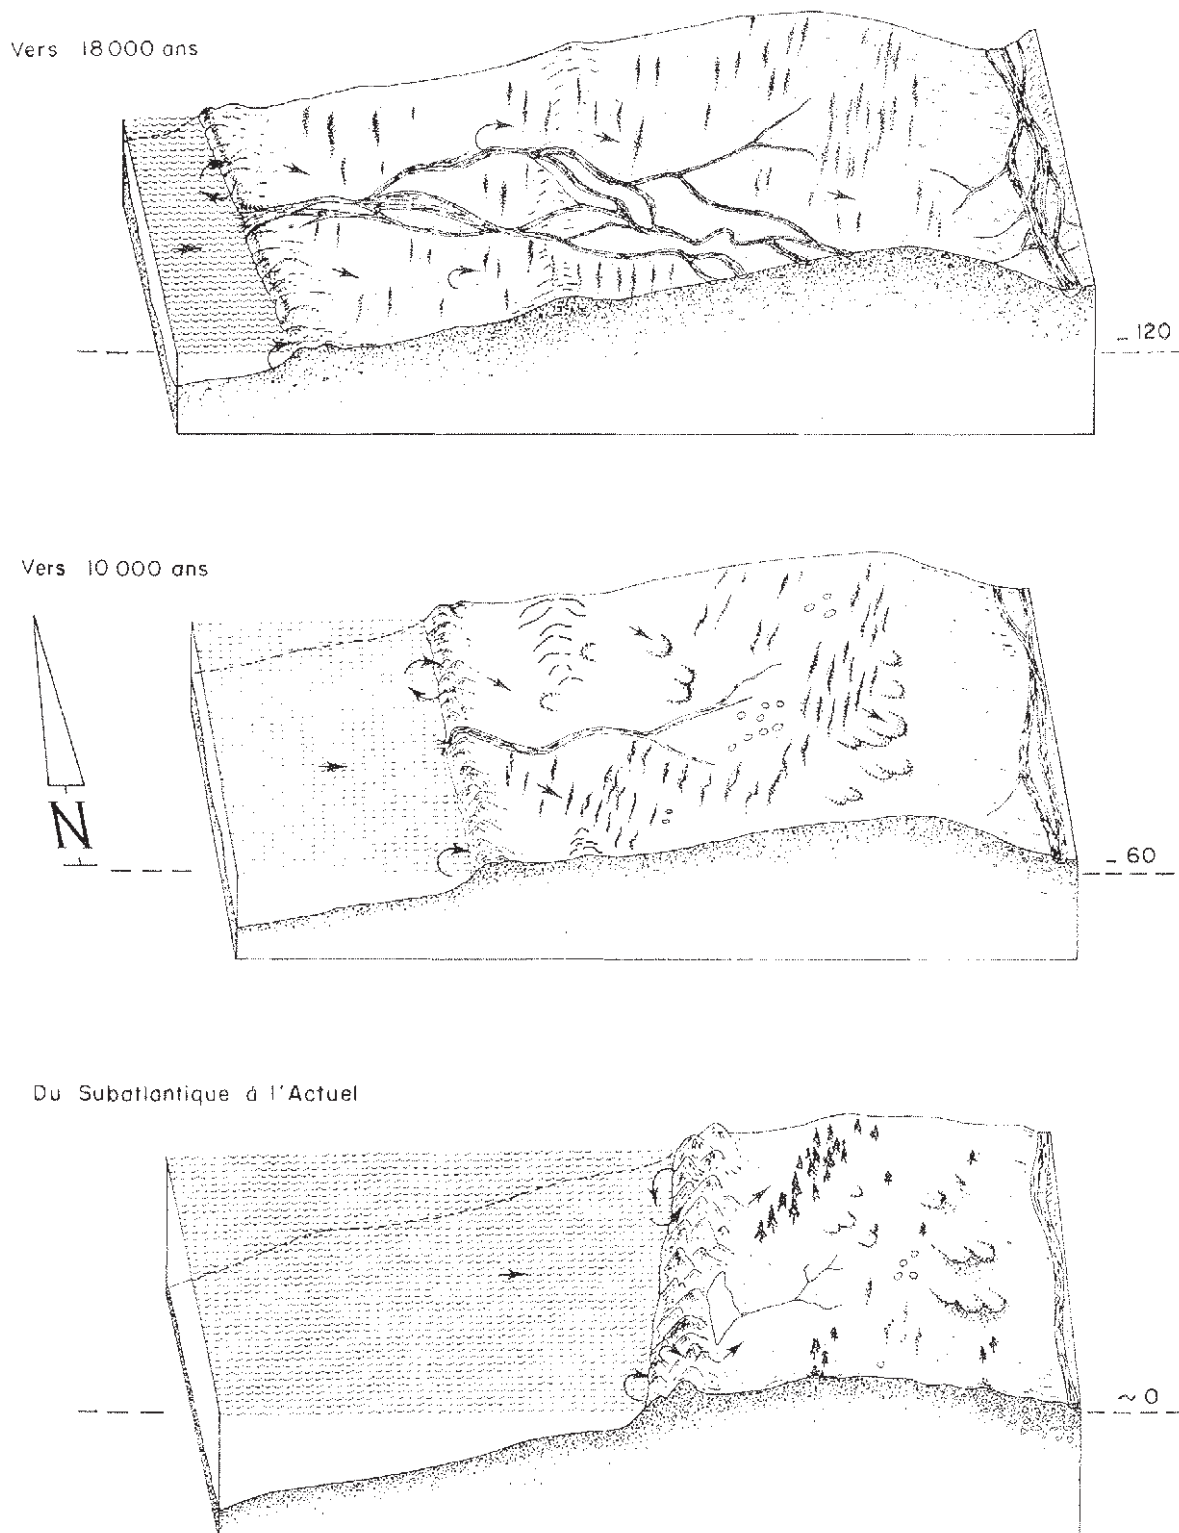 Vers 18 000 ans
_ 120
Vers 10 000 ans
N
_ 60
Du Subatlantique à l'Actuel
~ 0